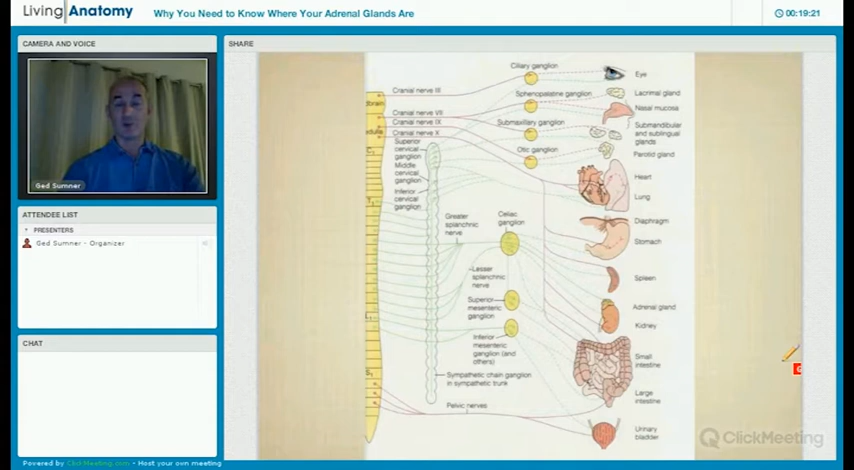 Living Anatomy
Why You Need to Know Where Your Adrenal Glands Are
00:19:21
CAMERA AND VOICE
Ged Sumner
ATTENDEE LIST
PRESENTERS
Ged Sumner - Organizer
CHAT
SHARE
Ciliary ganglion
Eye
Cranial nerve III
Sphenopalatine ganglion
Lacrimal gland
Nasal mucosa
Cranial nerve VII
Cranial nerve IX
Submaxillary ganglion
Submandibular
and sublingual
glands
Cranial nerve X
Superior
cervical
ganglion
Otic ganglion
Parotid gland
Middle
cervical
ganglion
Heart
Inferior
cervical
ganglion
Lung
Greater
splanchnic
nerve
Celiac
ganglion
Diaphragm
Stomach
Lesser
splanchnic
nerve
Spleen
Superior
mesenteric
ganglion
Adrenal gland
Kidney
Inferior
mesenteric
ganglion (and
others)
Small
intestine
Sympathetic chain ganglion
in sympathetic trunk
Large
intestine
Pelvic nerves
Urinary
bladder
ClickMeeting
Powered by ClickMeeting.com - Host your own meeting